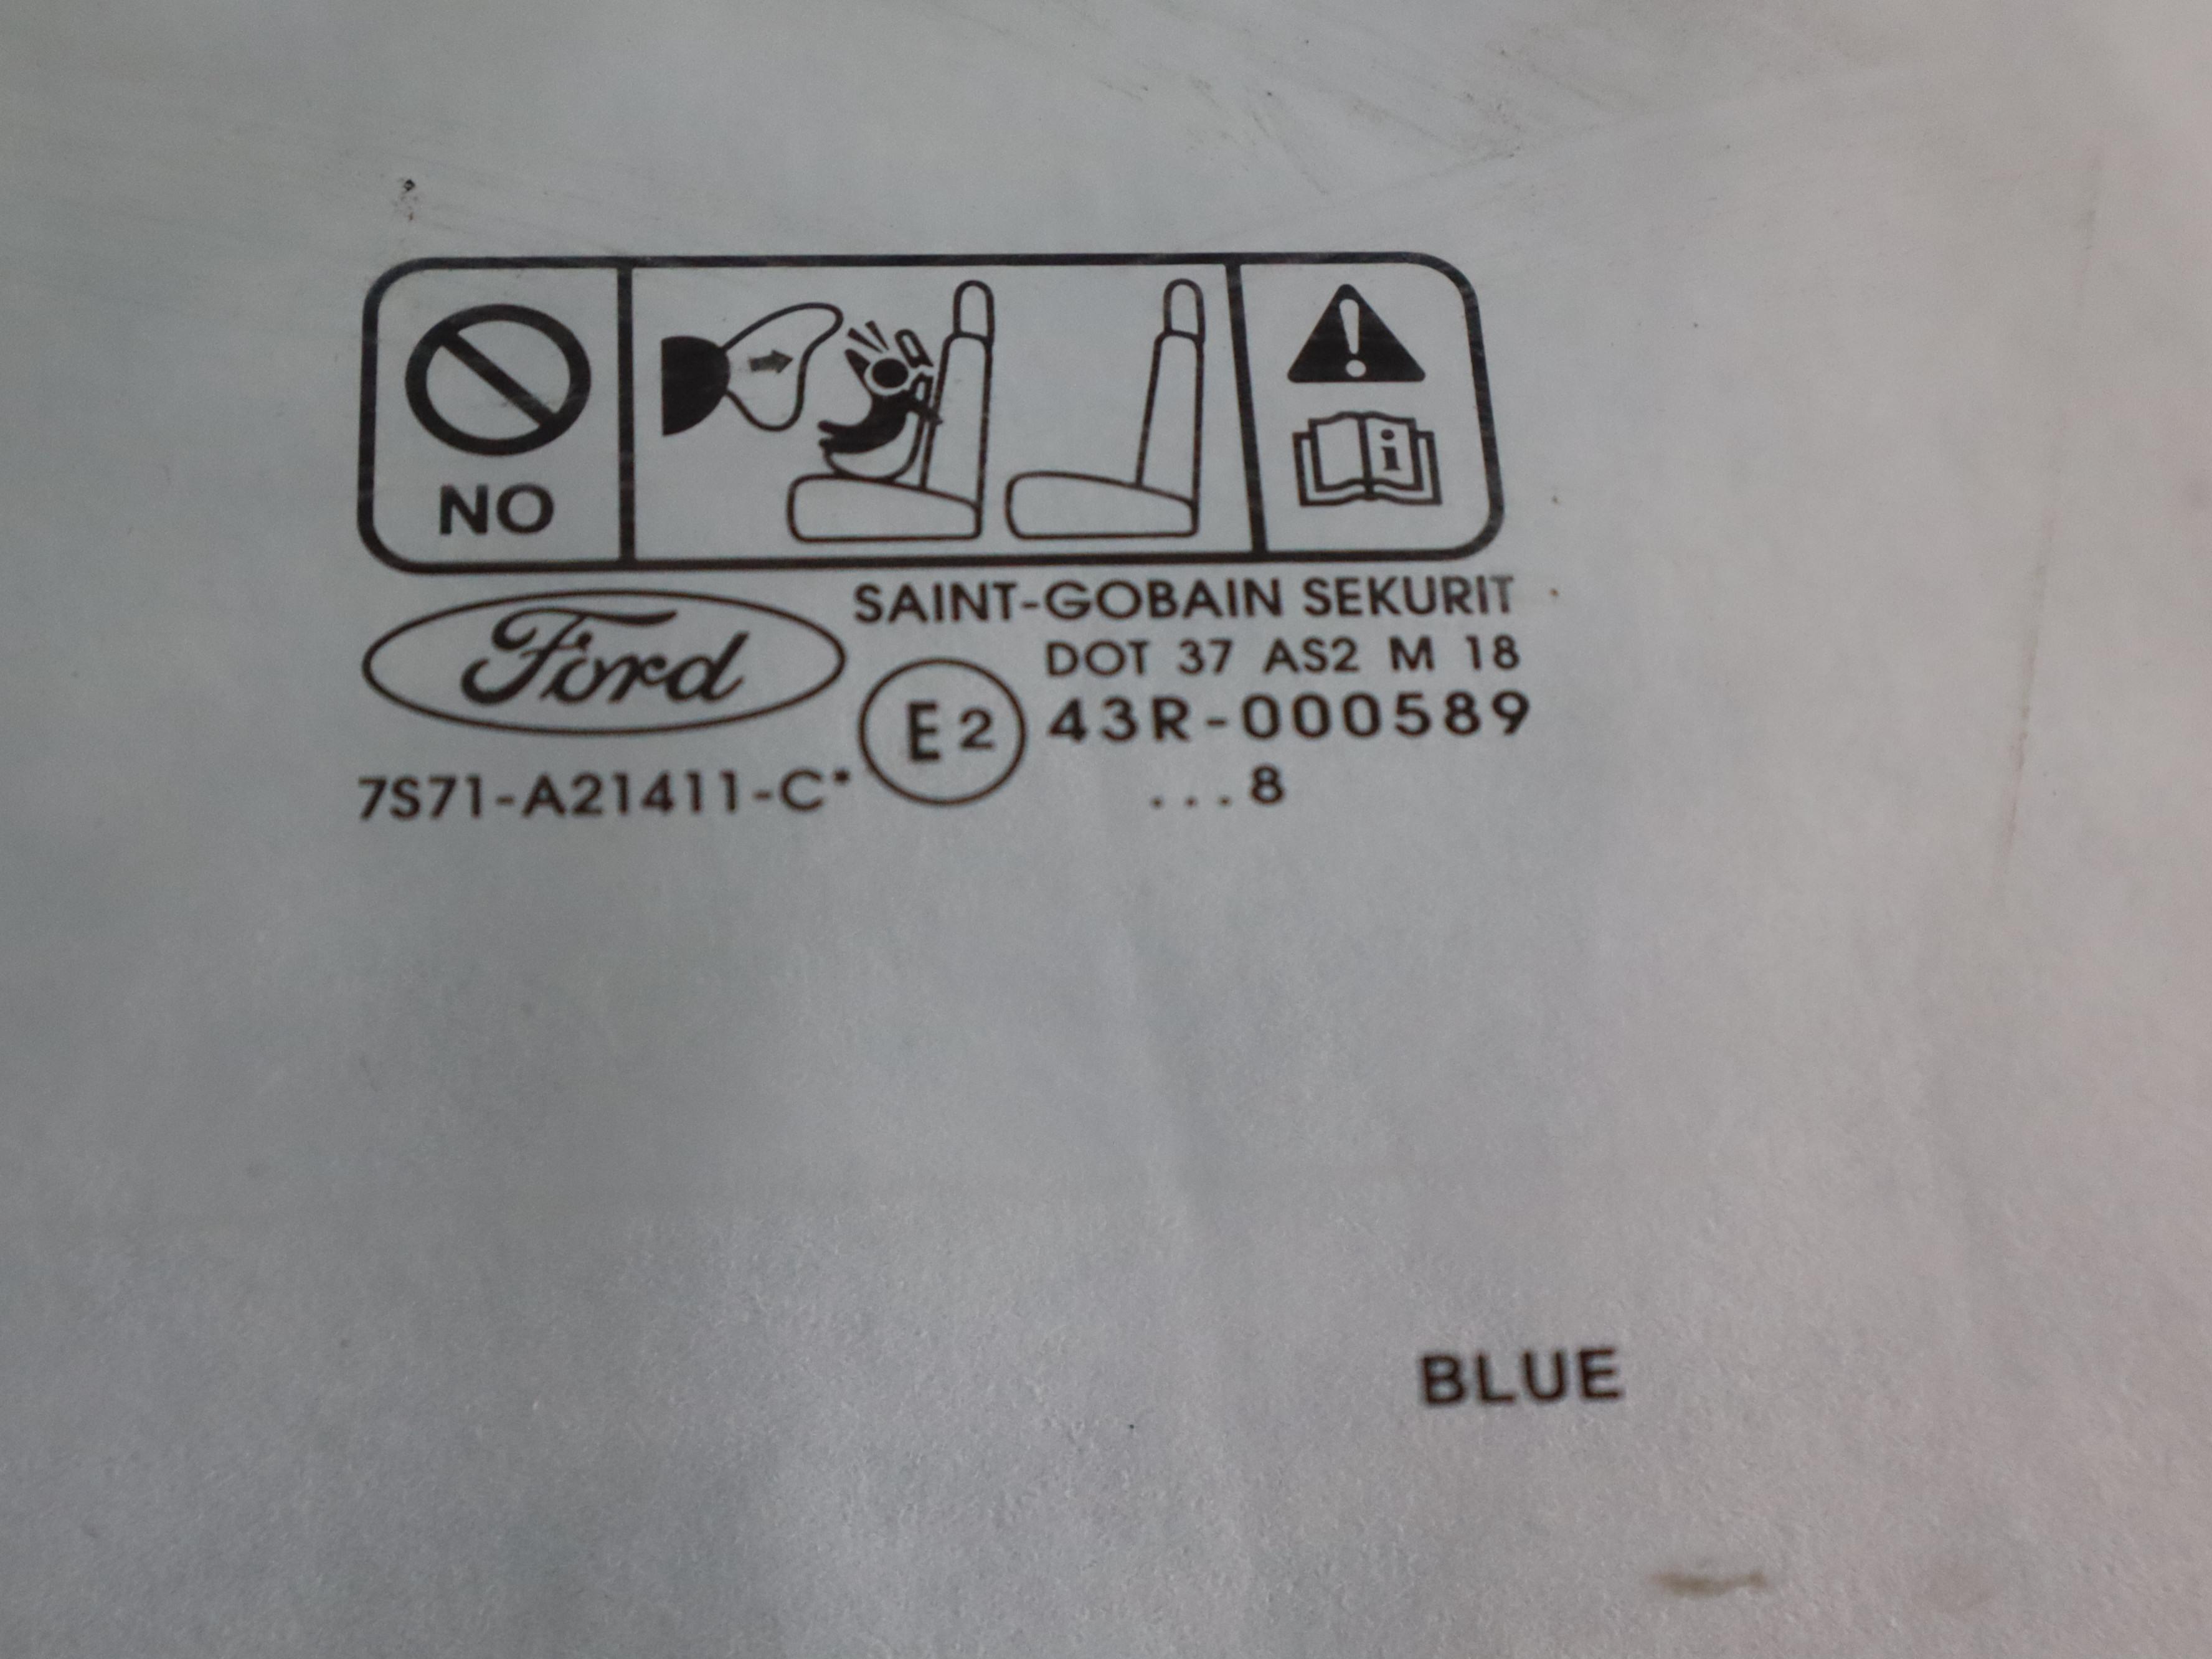 NO
i
Ford
SAINT-GOBAIN SEKURIT
DOT 37 AS2 M 18
E2
43R-000589
7S71-A21411-C*
...8
BLUE